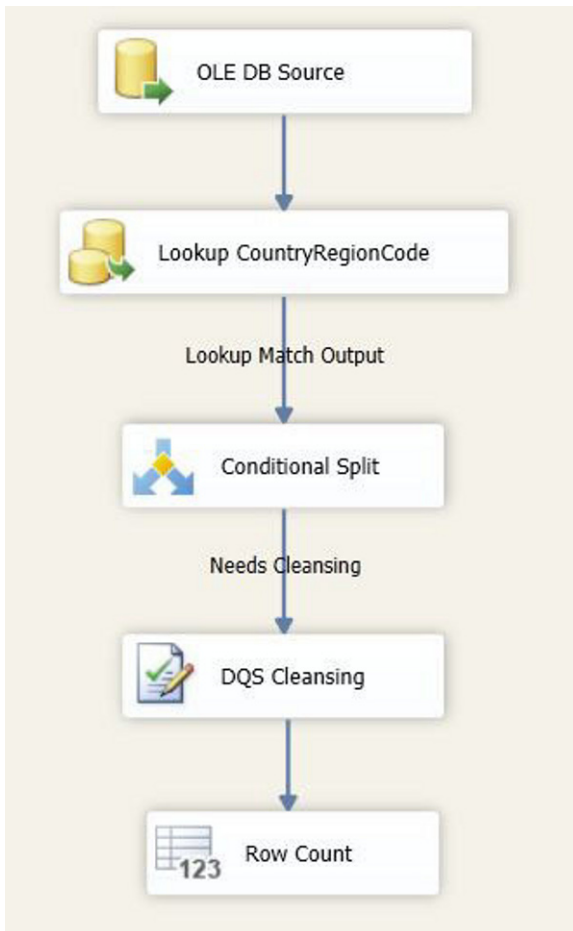 OLE DB Source
Lookup CountryRegionCode
Lookup Match Output
Conditional Split
Needs Cleansing
DQS Cleansing
123
Row Count